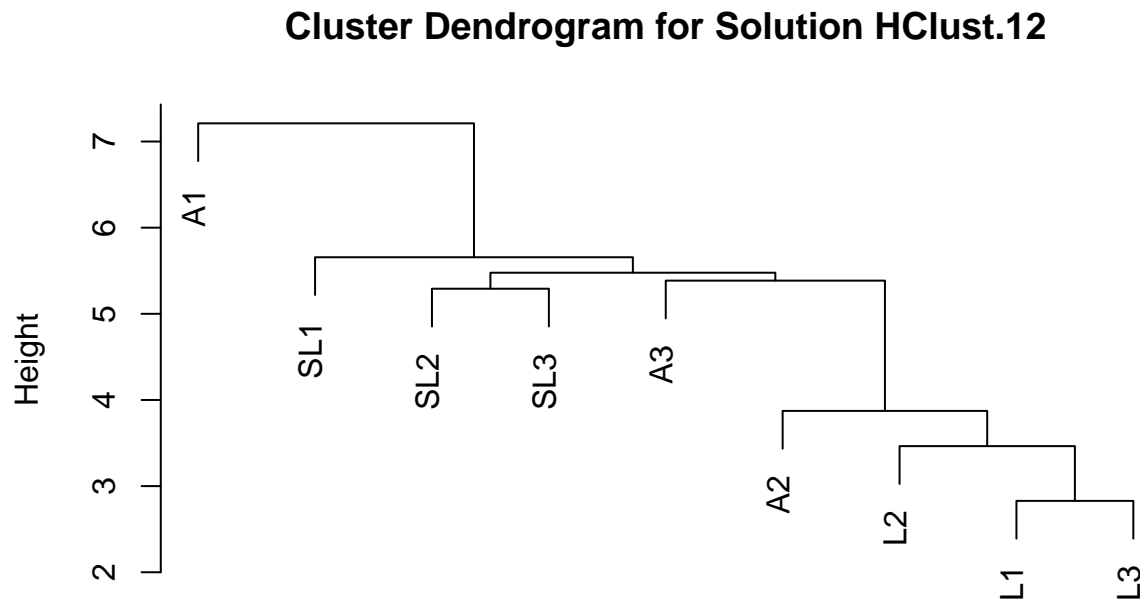 Cluster Dendrogram for Solution HClust.12
Height
7
6
5
4
3
2
A1
SL1
SL2
SL3
A3
A2
L2
L1
L3